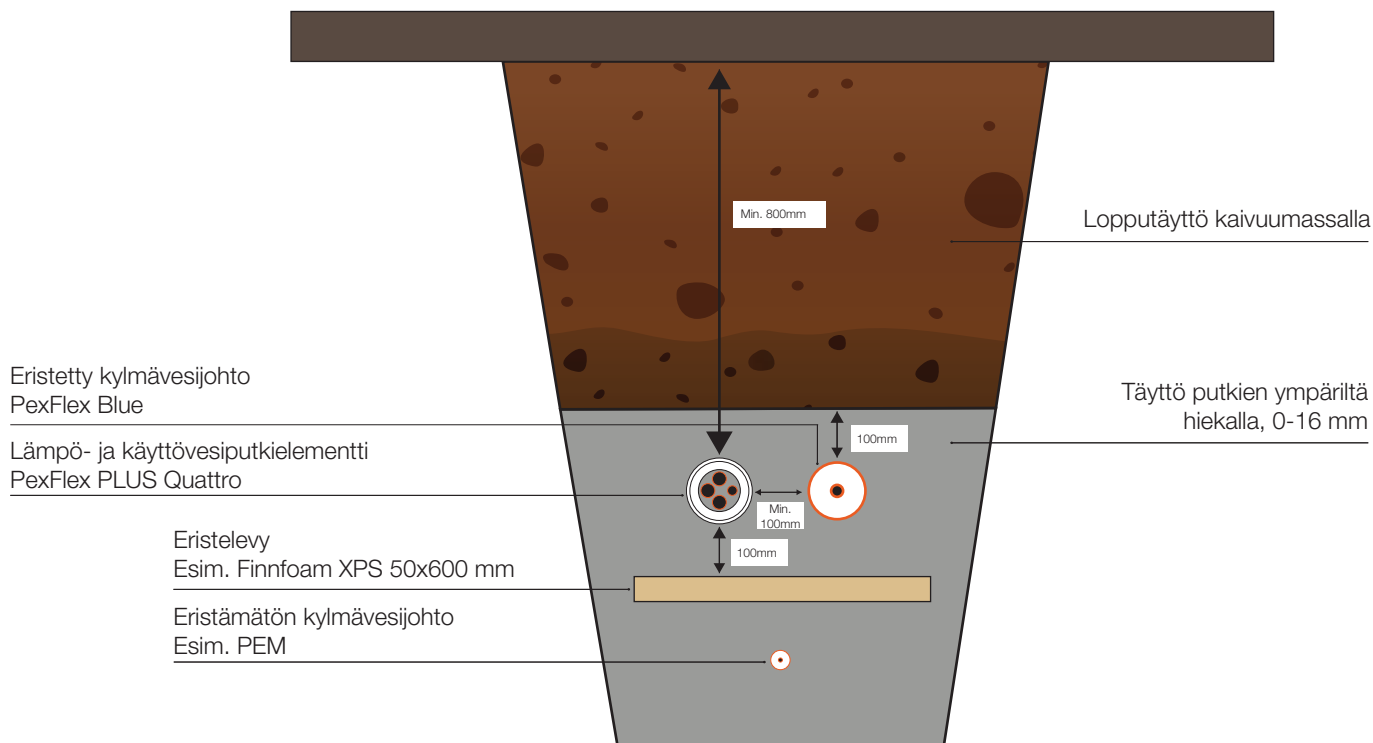 Min. 800mm
Lopputäyttö kaivuumassalla
Eristetty kylmävesijohto
PexFlex Blue
Täyttö putkien ympäriltä
hiekalla, 0-16 mm
100mm
Lämpö- ja käyttövesiputkielementti
PexFlex PLUS Quattro
Min.
100mm
100mm
Eristelevy
Esim. Finnfoam XPS 50x600 mm
Eristämätön kylmävesijohto
Esim. PEM